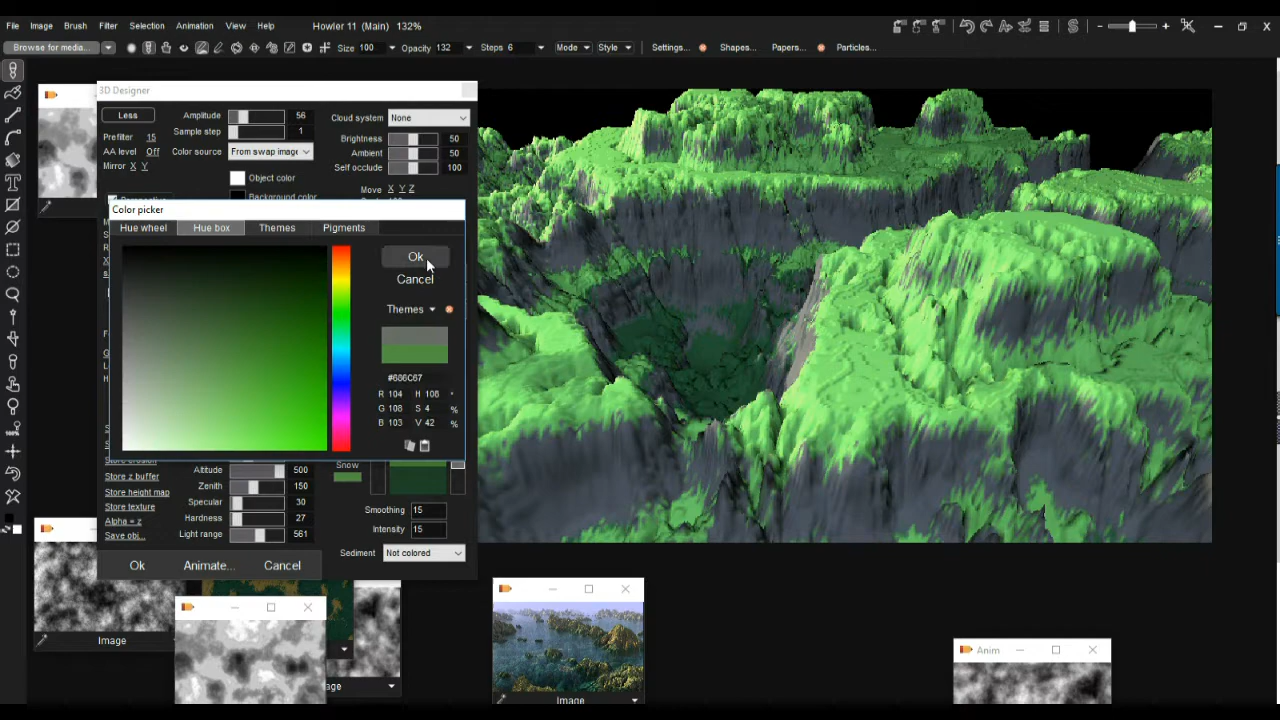 File Image Brush Filter Selection Animation View Help Howler 11 (Main) 132%
Browse for media... Size 100 Opacity 132 Steps 6 Mode Style Settings... Shapes... Papers... Particles...
3D Designer
Less Amplitude 56 Cloud system None
Prefilter 15 Sample step 1 Brightness 50
AA level Off Color source From swap image Ambient 50
Mirror X Y Self occlude 100
Object color Move X Y Z
Background color
Color picker
Hue wheel Hue box Themes Pigments
Ok
Cancel
Themes
#686C67
R 104 H 108 °
G 108 S 4 %
B 103 V 42 %
Snow
Altitude 500
Store z buffer Zenith 150
Store height map Specular 30
Store texture Hardness 27
Alpha = z Light range 561
Save obj...
Smoothing 15
Intensity 15
Sediment Not colored
Ok Animate... Cancel
Image
Image
Anim